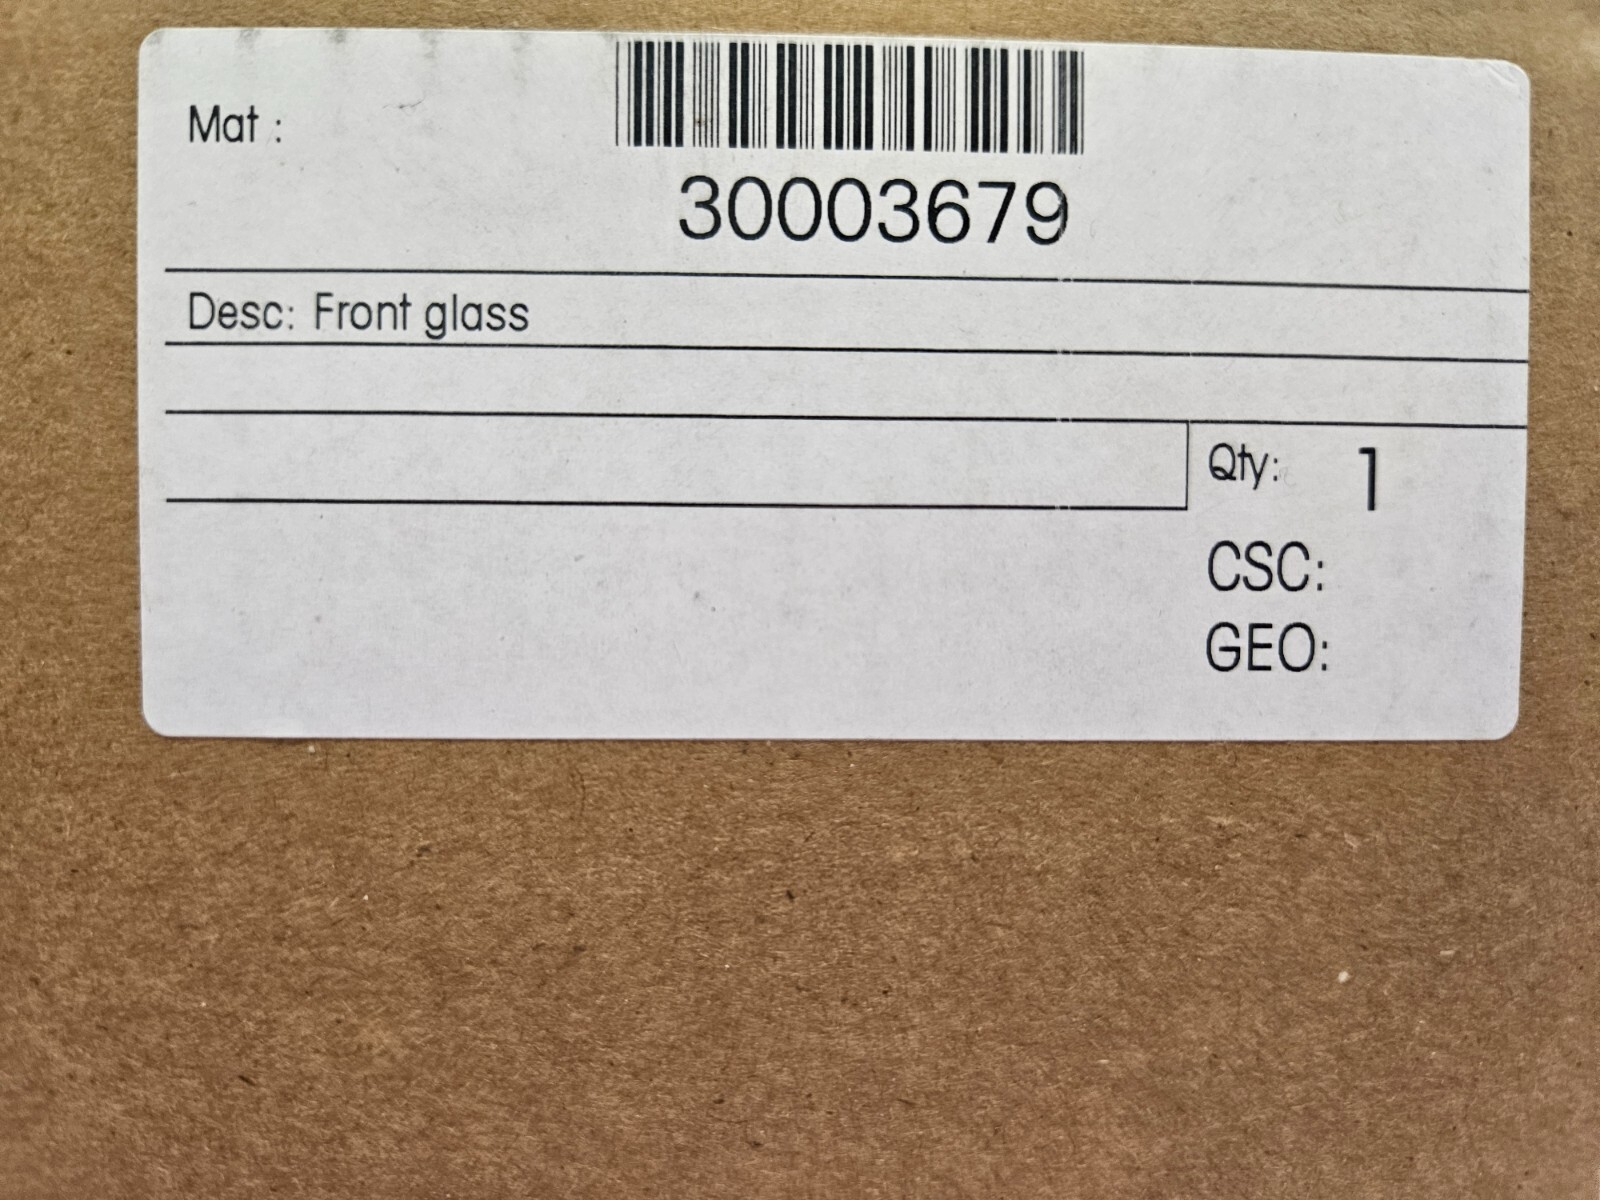 Mat :
30003679
Desc: Front glass
Qty: 1
CSC:
GEO: